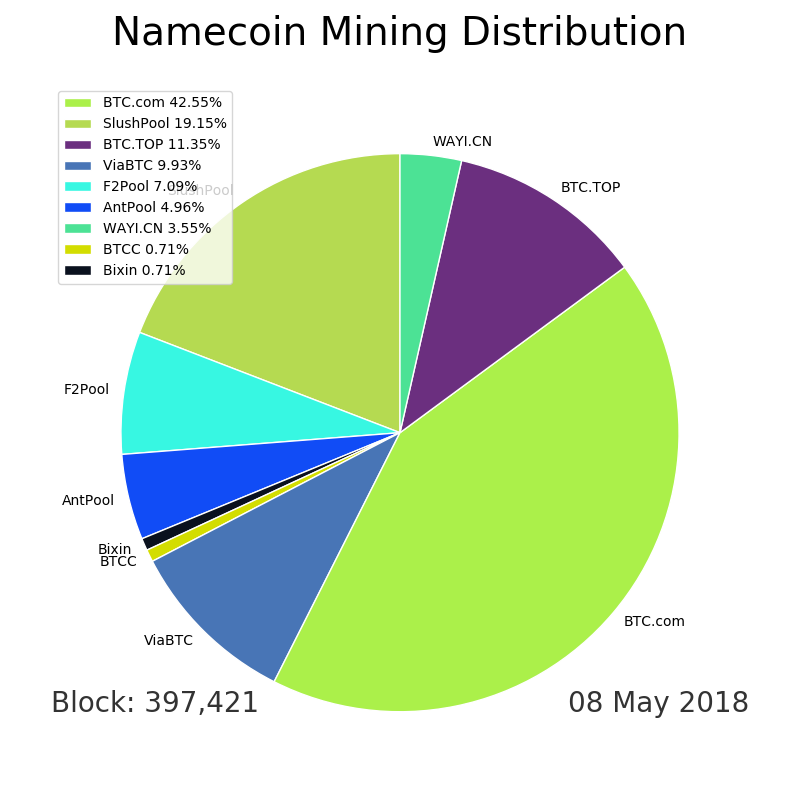 Namecoin Mining Distribution
BTC.com 42.55%
SlushPool 19.15%
BTC.TOP 11.35%
ViaBTC 9.93%
F2Pool 7.09%
AntPool 4.96%
WAYI.CN 3.55%
BTCC 0.71%
Bixin 0.71%
SlushPool
WAYI.CN
BTC.TOP
F2Pool
AntPool
Bixin
BTCC
ViaBTC
BTC.com
Block: 397,421
08 May 2018